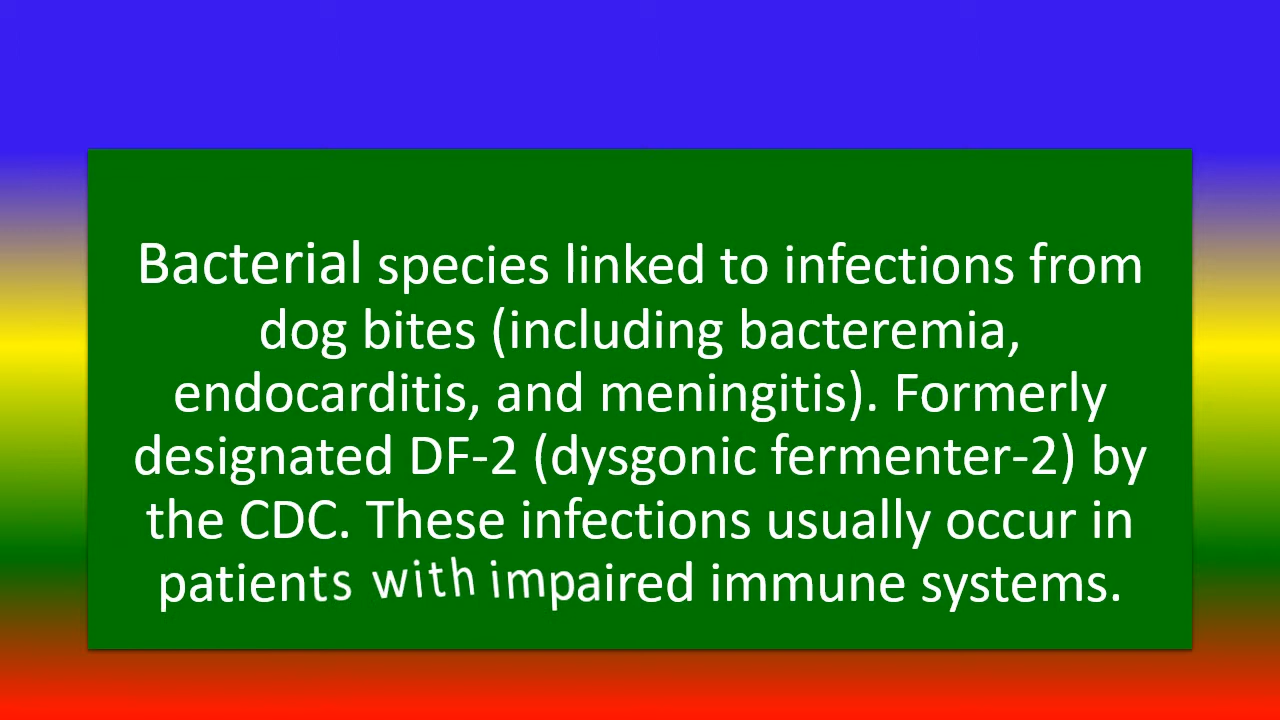 Bacterial species linked to infections from
dog bites (including bacteremia,
endocarditis, and meningitis). Formerly
designated DF-2 (dysgonic fermenter-2) by
the CDC. These infections usually occur in
patients with impaired immune systems.